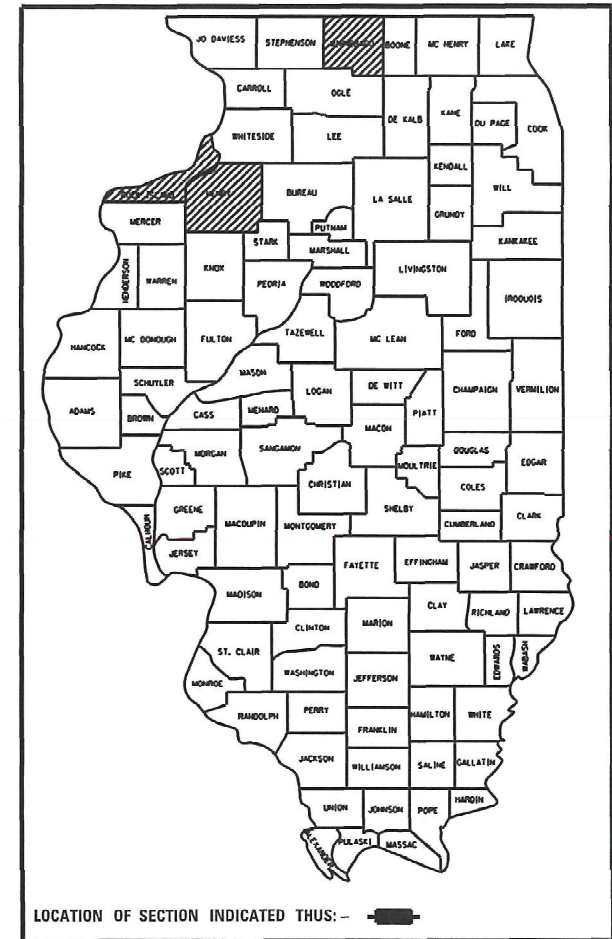 JO DAVIESS STEPHENSON WINNEBAGO BOONE MC HENRY LAKE
CARROLL OGLE DE KALB KANE DU PAGE COOK
WHITESIDE LEE KENDALL WILL
ROCK ISLAND HENRY BUREAU LA SALLE GRUNDY
MERCER STARK PUTNAM MARSHALL KANKAKEE
HENDERSON WARREN KNOX PEORIA WOODFORD LIVINGSTON IROQUOIS
HANCOCK MC DONOUGH FULTON TAZEWELL MC LEAN FORD
SCHUYLER MASON LOGAN DE WITT CHAMPAIGN VERMILION
ADAMS BROWN CASS MENARD MACON PIATT
PIKE SCOTT MORGAN SANGAMON CHRISTIAN MOULTRIE DOUGLAS EDGAR
COLES
CALHOUN GREENE MACOUPIN MONTGOMERY SHELBY CUMBERLAND CLARK
JERSEY FAYETTE EFFINGHAM JASPER CRAWFORD
MADISON BOND CLAY RICHLAND LAWRENCE
CLINTON MARION
ST. CLAIR WASHINGTON JEFFERSON WAYNE EDWARDS WABASH
MONROE RANDOLPH PERRY FRANKLIN HAMILTON WHITE
JACKSON WILLIAMSON SALINE GALLATIN
UNION JOHNSON POPE HARDIN
ALEXANDER PULASKI MASSAC
LOCATION OF SECTION INDICATED THUS: –